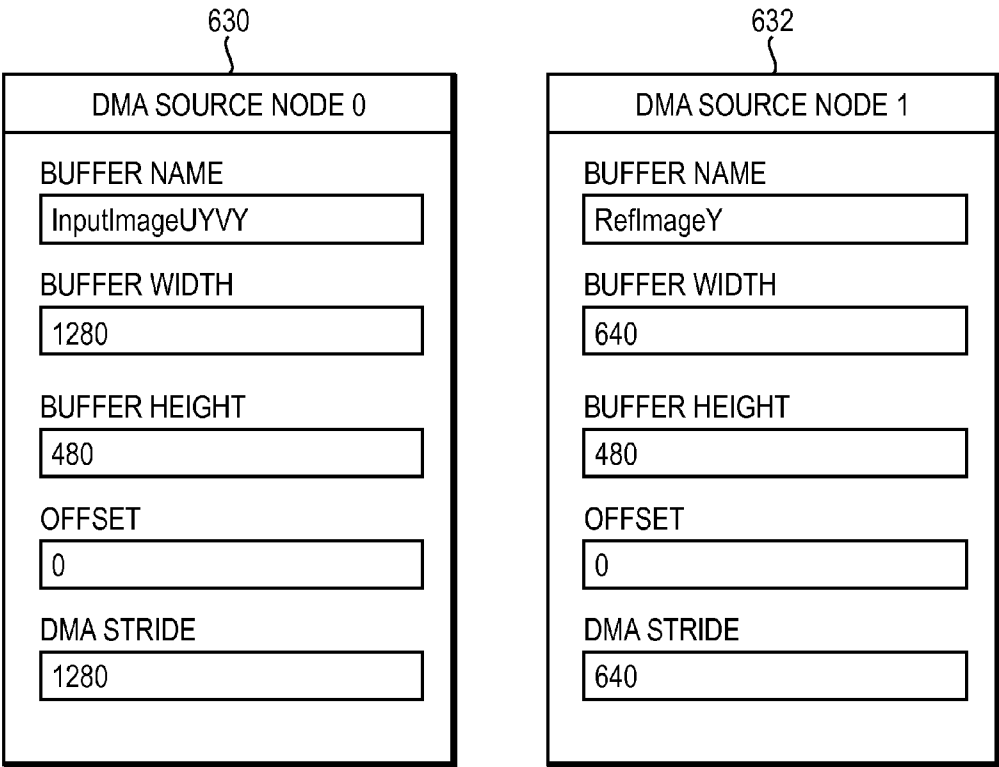 630
DMA SOURCE NODE 0
BUFFER NAME
InputImageUYVY
BUFFER WIDTH
1280
BUFFER HEIGHT
480
OFFSET
0
DMA STRIDE
1280
632
DMA SOURCE NODE 1
BUFFER NAME
RefImageY
BUFFER WIDTH
640
BUFFER HEIGHT
480
OFFSET
0
DMA STRIDE
640